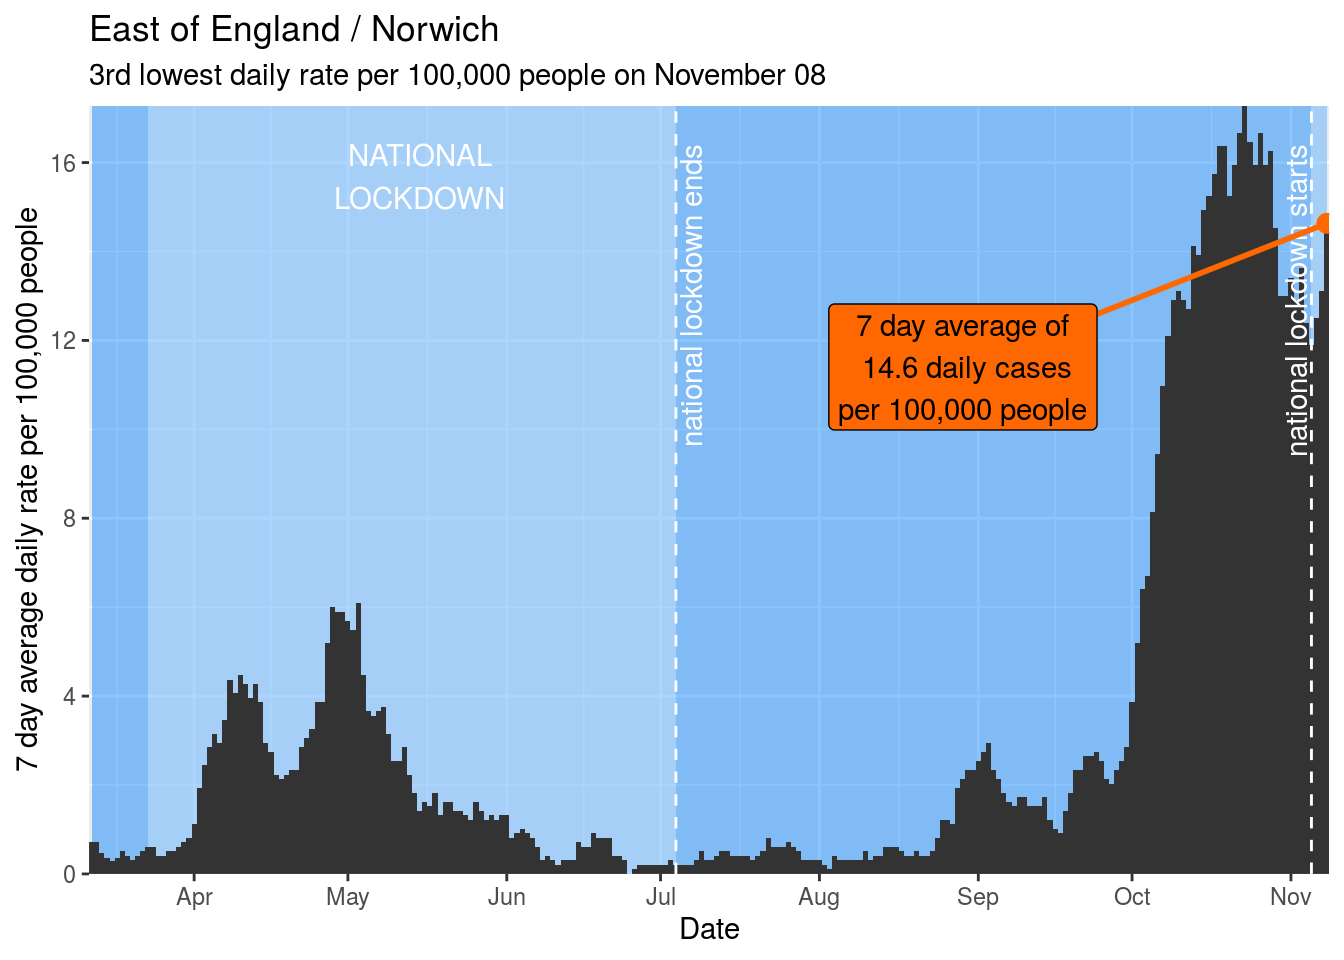 East of England / Norwich
3rd lowest daily rate per 100,000 people on November 08
7 day average daily rate per 100,000 people
16
12
8
4
0
NATIONAL
LOCKDOWN
national lockdown ends
7 day average of
14.6 daily cases
per 100,000 people
national lockdown starts
Apr
May
Jun
Jul
Aug
Sep
Oct
Nov
Date